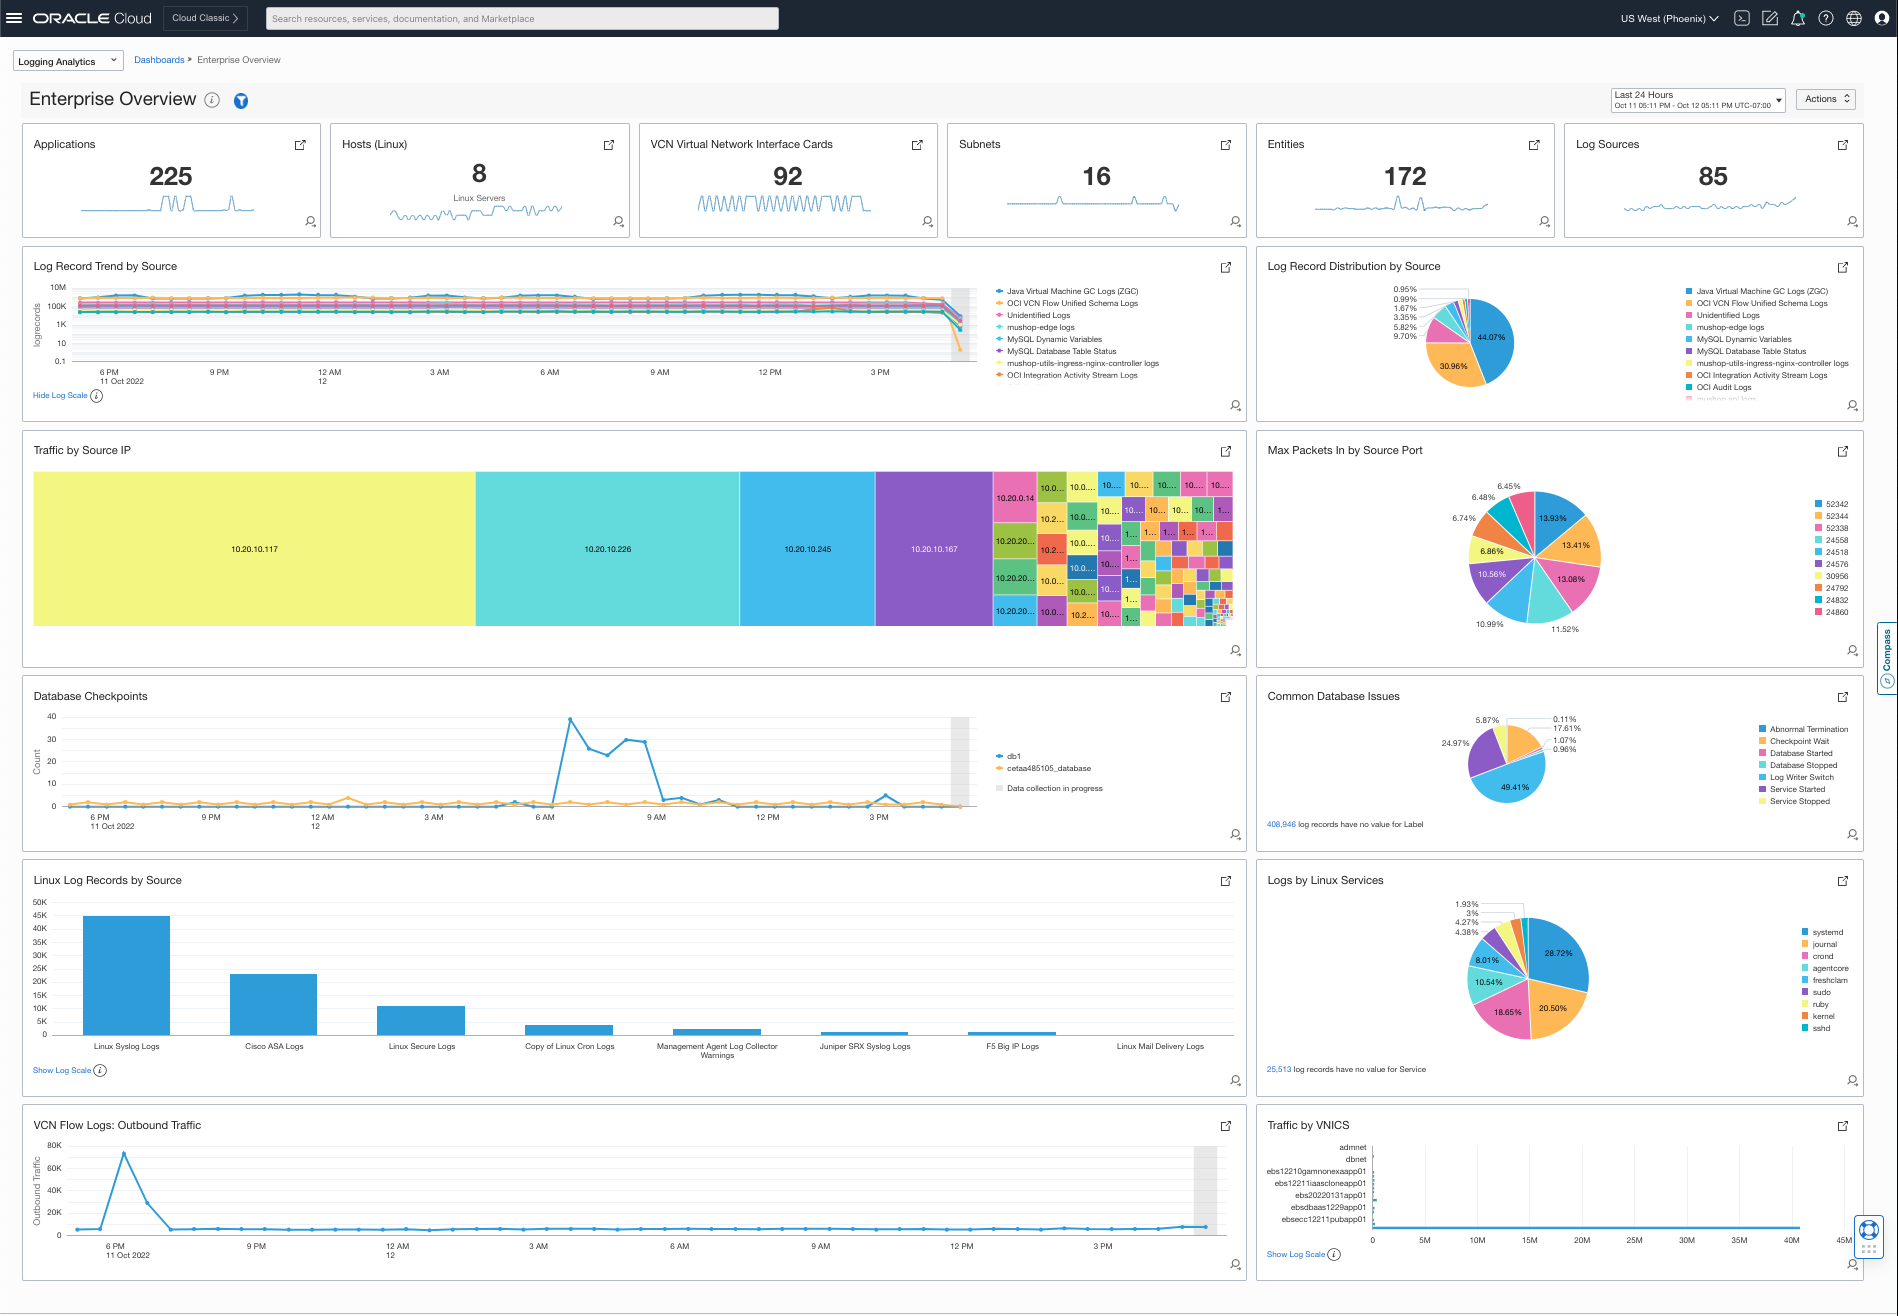 ORACLE Cloud
Cloud Classic
Search resources, services, documentation, and Marketplace
US West (Phoenix)
Logging Analytics
Dashboards
Enterprise Overview
Enterprise Overview
Last 24 Hours
Oct 11 05:11 PM - Oct 12 05:11 PM UTC-07:00
Actions
Applications
225
Hosts (Linux)
8
Linux Servers
VCN Virtual Network Interface Cards
92
Subnets
16
Entities
172
Log Sources
85
Log Record Trend by Source
logrecords
10M
100K
1K
10
0.1
6 PM
11 Oct 2022
9 PM
12 AM
12
3 AM
6 AM
9 AM
12 PM
3 PM
Java Virtual Machine GC Logs (ZGC)
OCI VCN Flow Unified Schema Logs
Unidentified Logs
mushop-edge logs
MySQL Dynamic Variables
MySQL Database Table Status
mushop-utils-ingress-nginx-controller logs
OCI Integration Activity Stream Logs
Hide Log Scale
Log Record Distribution by Source
0.95%
0.99%
1.67%
3.35%
5.82%
9.70%
44.07%
30.96%
Java Virtual Machine GC Logs (ZGC)
OCI VCN Flow Unified Schema Logs
Unidentified Logs
mushop-edge logs
MySQL Dynamic Variables
MySQL Database Table Status
mushop-utils-ingress-nginx-controller logs
OCI Integration Activity Stream Logs
OCI Audit Logs
Traffic by Source IP
10.20.10.117
10.20.10.226
10.20.10.245
10.20.10.167
10.20.0.14
10.20.20...
10.20.20...
10.20.20...
Max Packets In by Source Port
6.45%
6.48%
6.74%
6.86%
10.56%
10.99%
11.52%
13.08%
13.41%
13.93%
52342
52344
52338
24558
24518
24576
30956
24792
24832
24860
Compass
Database Checkpoints
Count
40
30
20
10
0
6 PM
11 Oct 2022
9 PM
12 AM
12
3 AM
6 AM
9 AM
12 PM
3 PM
db1
cetaa485105_database
Data collection in progress
Common Database Issues
5.87%
0.11%
17.61%
1.07%
0.96%
24.97%
49.41%
Abnormal Termination
Checkpoint Wait
Database Started
Database Stopped
Log Writer Switch
Service Started
Service Stopped
408,946 log records have no value for Label
Linux Log Records by Source
50K
45K
40K
35K
30K
25K
20K
15K
10K
5K
0
Linux Syslog Logs
Cisco ASA Logs
Linux Secure Logs
Copy of Linux Cron Logs
Management Agent Log Collector
Warnings
Juniper SRX Syslog Logs
F5 Big IP Logs
Linux Mail Delivery Logs
Show Log Scale
Logs by Linux Services
1.93%
3%
4.27%
4.38%
8.01%
10.54%
18.65%
20.50%
28.72%
systemd
journal
crond
agentcore
freshclam
sudo
ruby
kernel
sshd
25,513 log records have no value for Service
VCN Flow Logs: Outbound Traffic
Outbound Traffic
80K
60K
40K
20K
0
6 PM
11 Oct 2022
9 PM
12 AM
12
3 AM
6 AM
9 AM
12 PM
3 PM
Traffic by VNICS
admnet
dbnet
ebs12210gamnonexaapp01
ebs12211iaascloneapp01
ebs20220131app01
ebsdbaas1229app01
ebsecc12211pubapp01
0
5M
10M
15M
20M
25M
30M
35M
40M
45M
Show Log Scale